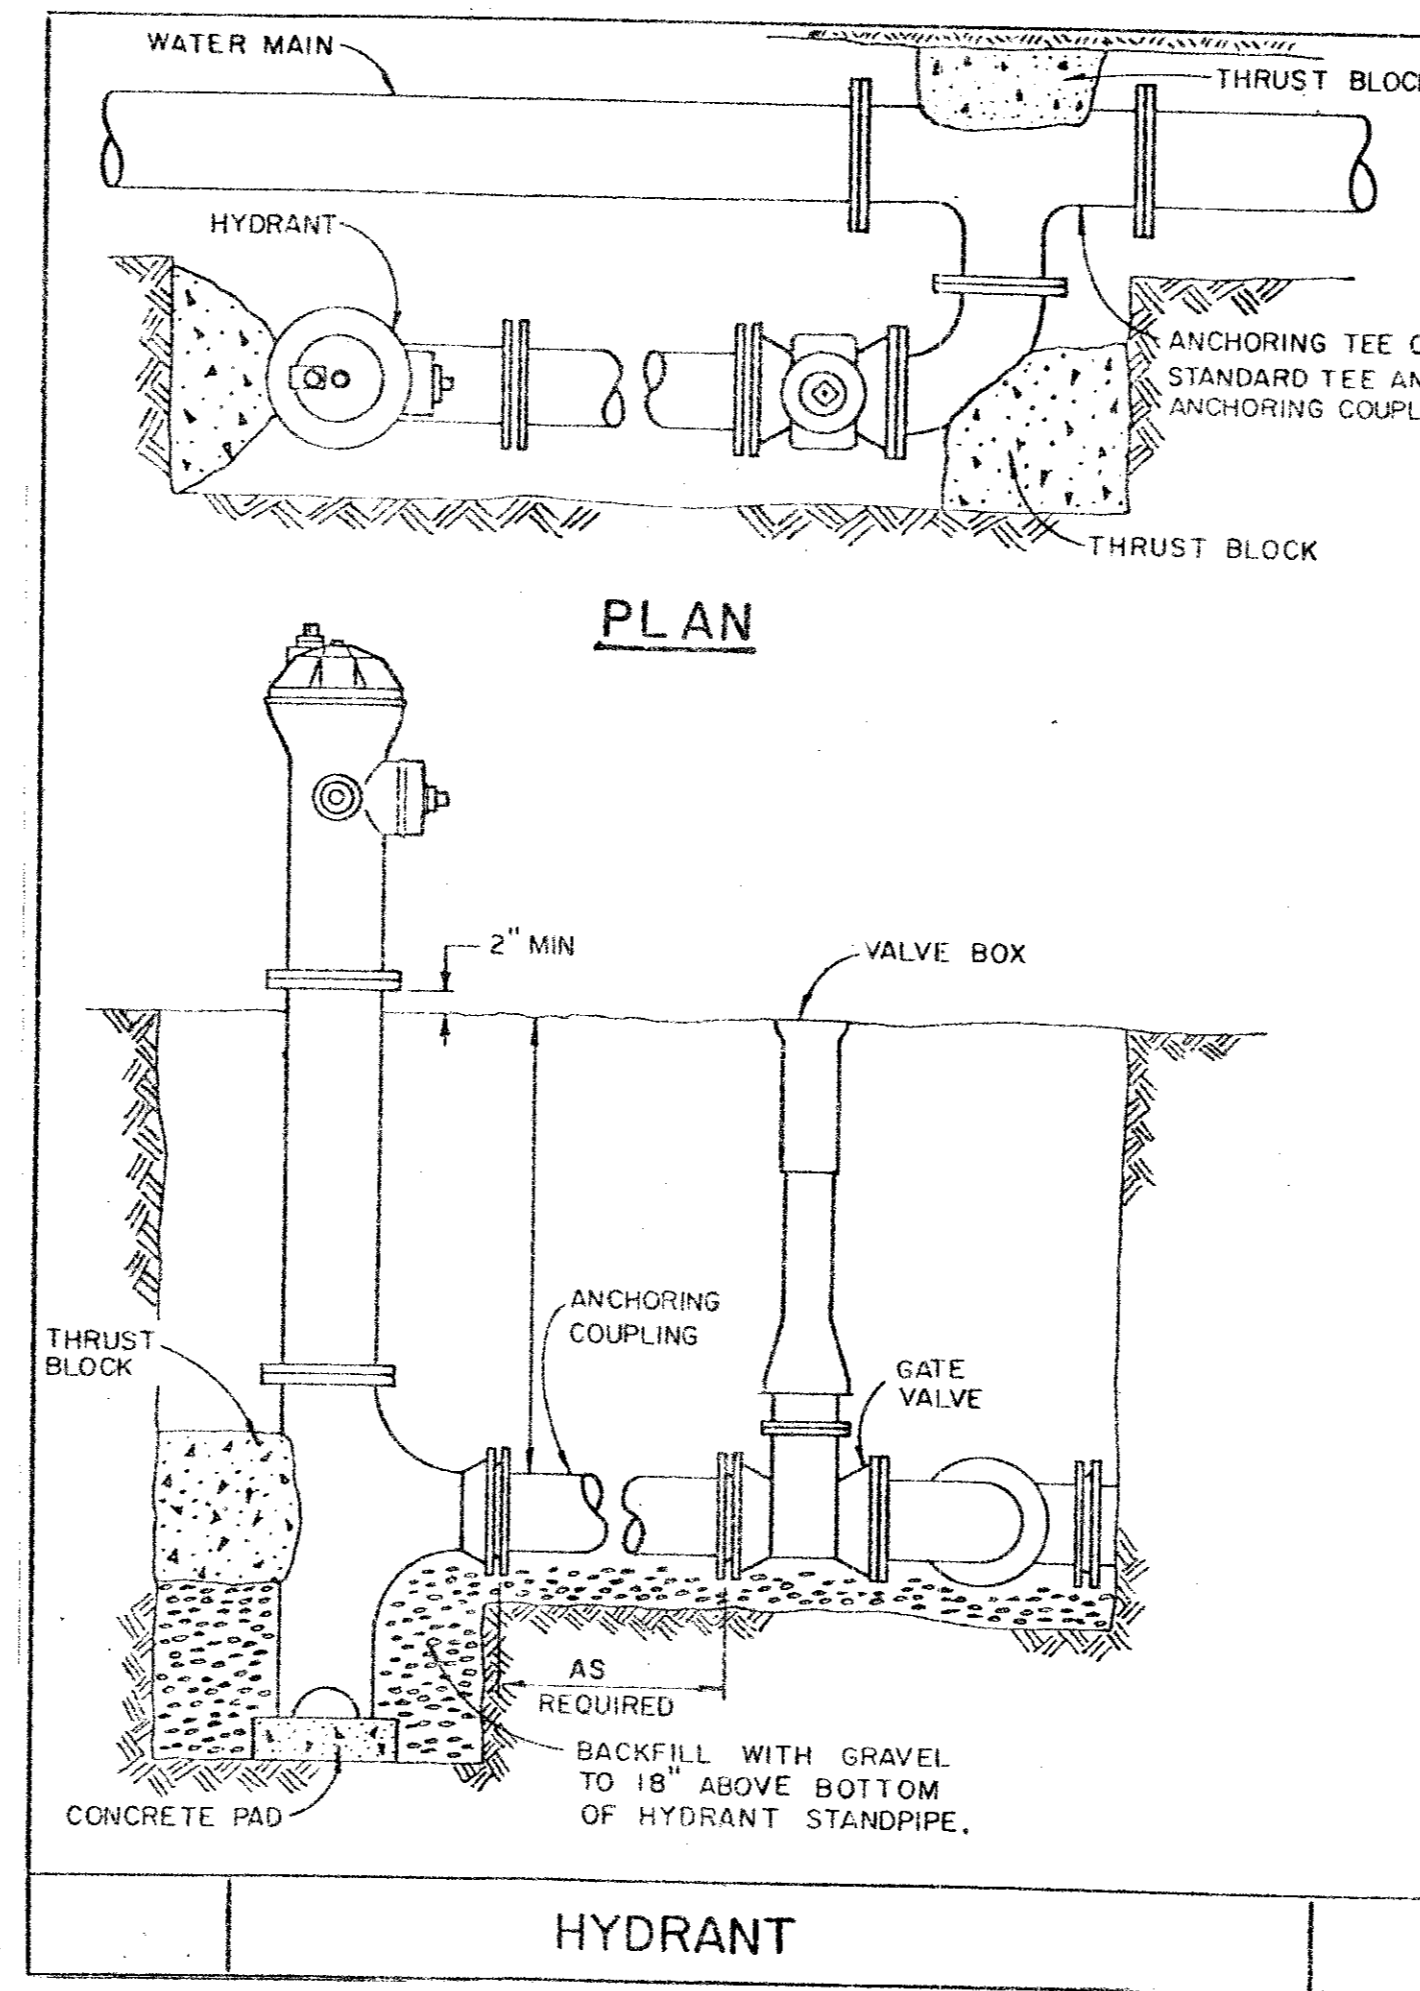 WATER MAIN
THRUST BLOC
HYDRANT
ANCHORING TEE
STANDARD TEE AN
ANCHORING COUPL
THRUST BLOCK
PLAN
2" MIN
VALVE BOX
ANCHORING
COUPLING
THRUST
BLOCK
GATE
VALVE
AS
REQUIRED
BACKFILL WITH GRAVEL
TO 18" ABOVE BOTTOM
OF HYDRANT STANDPIPE.
CONCRETE PAD
HYDRANT